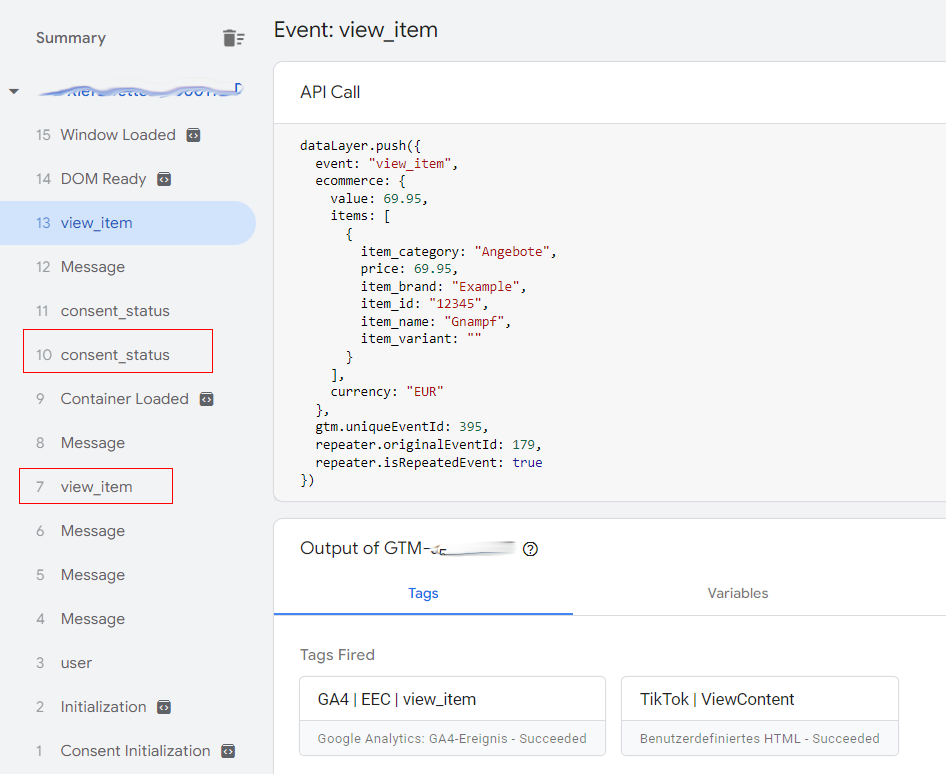 Summary
15 Window Loaded
14 DOM Ready
13 view_item
12 Message
11 consent_status
10 consent_status
9 Container Loaded
8 Message
7 view_item
6 Message
5 Message
4 Message
3 user
2 Initialization
1 Consent Initialization
Event: view_item
API Call
dataLayer.push({
event: "view_item",
ecommerce: {
value: 69.95,
items: [
{
item_category: "Angebote",
price: 69.95,
item_brand: "Example",
item_id: "12345",
item_name: "Gnampf",
item_variant: ""
}
],
currency: "EUR"
},
gtm.uniqueEventId: 395,
repeater.originalEventId: 179,
repeater.isRepeatedEvent: true
})
Output of GTM-
Tags Variables
Tags Fired
GA4 | EEC | view_item
Google Analytics: GA4-Ereignis - Succeeded
TikTok | ViewContent
Benutzerdefiniertes HTML - Succeeded